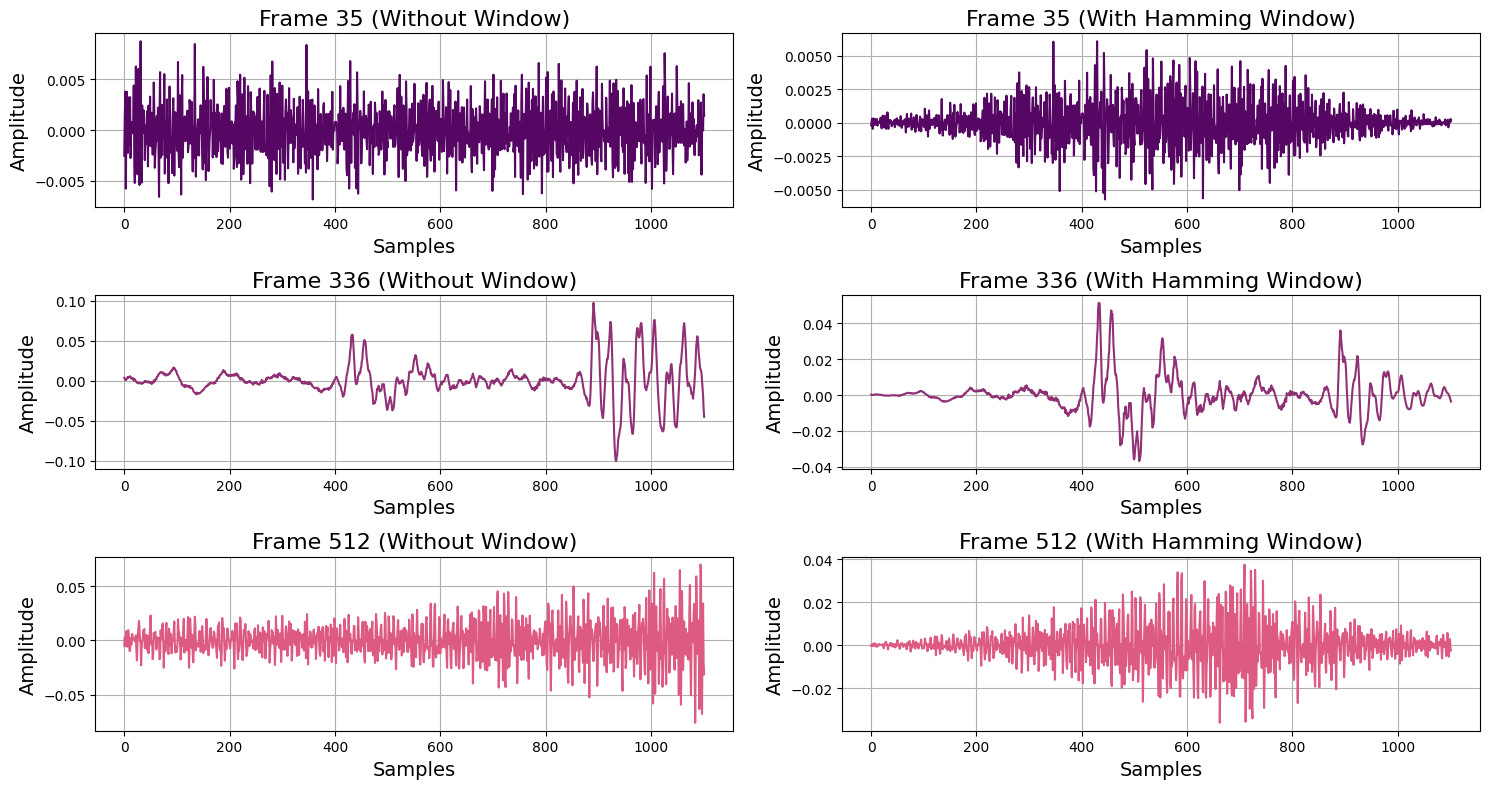 Frame 35 (Without Window)
Amplitude
0.005
0.000
−0.005
0 200 400 600 800 1000
Samples
Frame 35 (With Hamming Window)
Amplitude
0.0050
0.0025
0.0000
−0.0025
−0.0050
0 200 400 600 800 1000
Samples
Frame 336 (Without Window)
Amplitude
0.10
0.05
0.00
−0.05
−0.10
0 200 400 600 800 1000
Samples
Frame 336 (With Hamming Window)
Amplitude
0.04
0.02
0.00
−0.02
−0.04
0 200 400 600 800 1000
Samples
Frame 512 (Without Window)
Amplitude
0.05
0.00
−0.05
0 200 400 600 800 1000
Samples
Frame 512 (With Hamming Window)
Amplitude
0.04
0.02
0.00
−0.02
0 200 400 600 800 1000
Samples